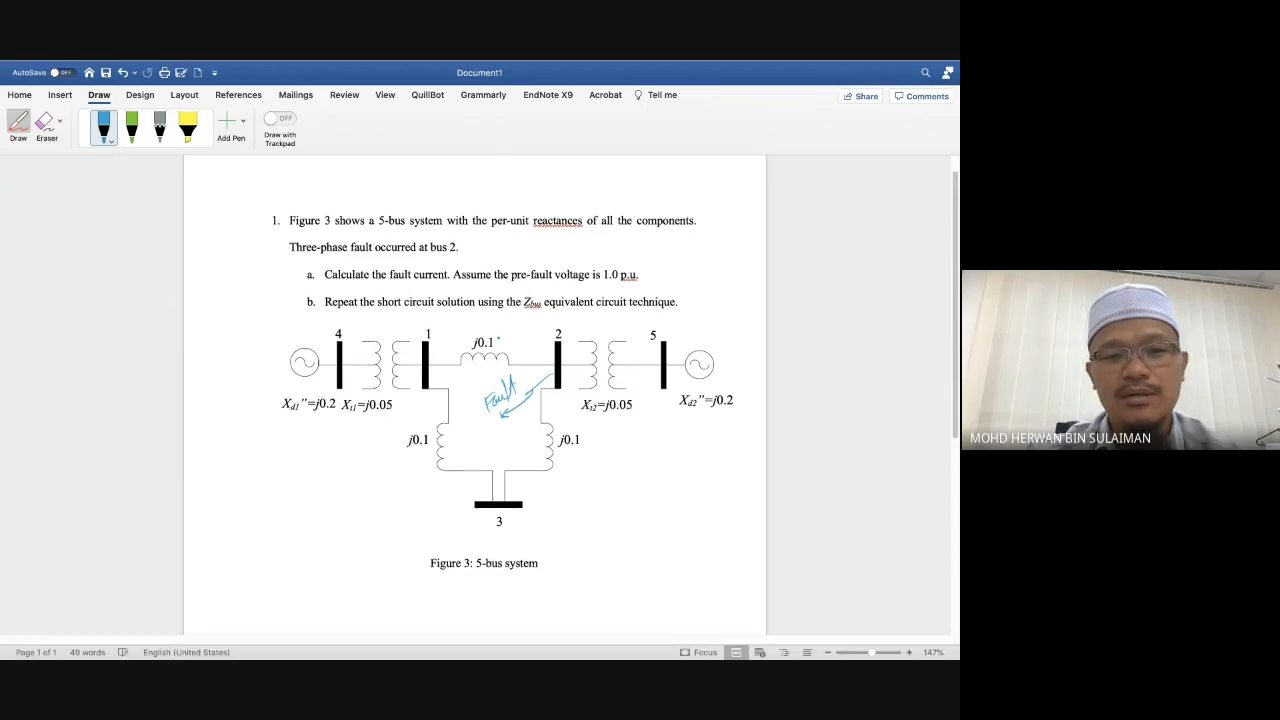 AutoSave OFF
Document1
Home Insert Draw Design Layout References Mailings Review View QuillBot Grammarly EndNote X9 Acrobat Tell me
Share Comments
OFF
Draw Eraser Add Pen Draw with Trackpad
1. Figure 3 shows a 5-bus system with the per-unit reactances of all the components.
Three-phase fault occurred at bus 2.
a. Calculate the fault current. Assume the pre-fault voltage is 1.0 p.u.
b. Repeat the short circuit solution using the Zbus equivalent circuit technique.
4 1 j0.1 2 5
Fault
Xd1''=j0.2 Xt1=j0.05 Xt2=j0.05 Xd2''=j0.2
j0.1 j0.1
3
Figure 3: 5-bus system
MOHD HERWAN BIN SULAIMAN
Page 1 of 1 49 words English (United States) Focus 147%